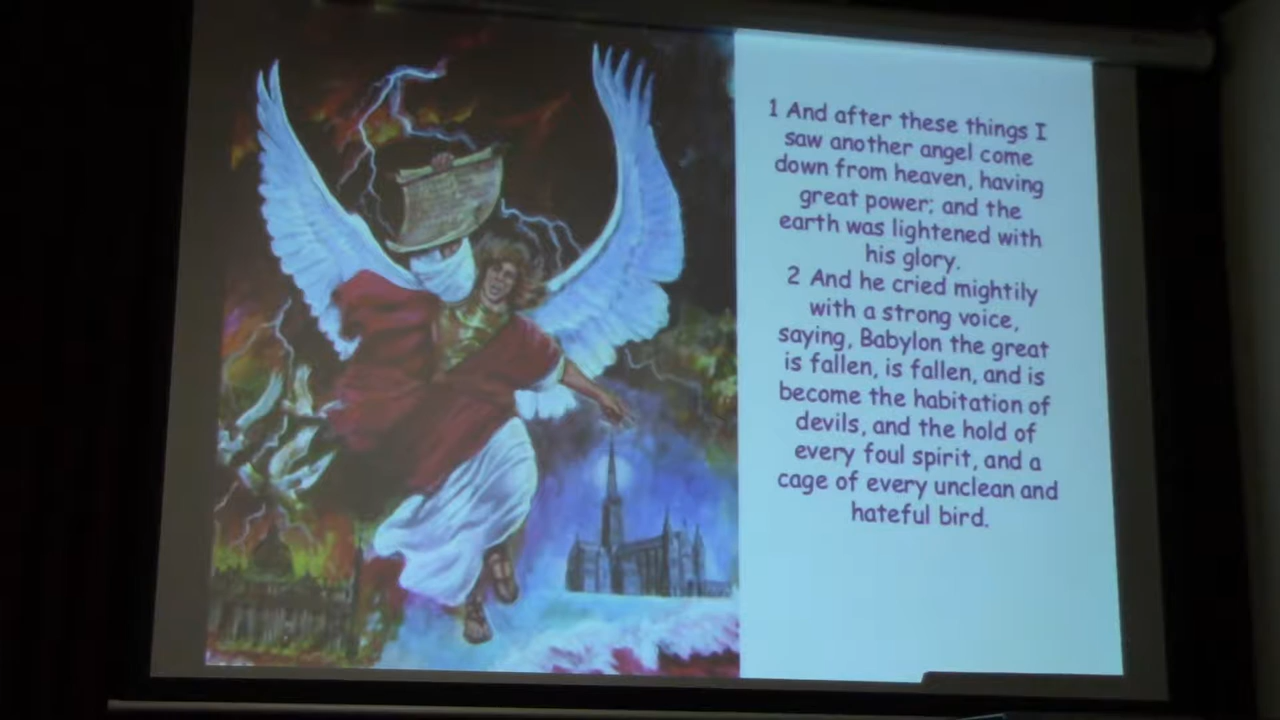 1 And after these things I
saw another angel come
down from heaven, having
great power; and the
earth was lightened with
his glory.
2 And he cried mightily
with a strong voice,
saying, Babylon the great
is fallen, is fallen, and is
become the habitation of
devils, and the hold of
every foul spirit, and a
cage of every unclean and
hateful bird.